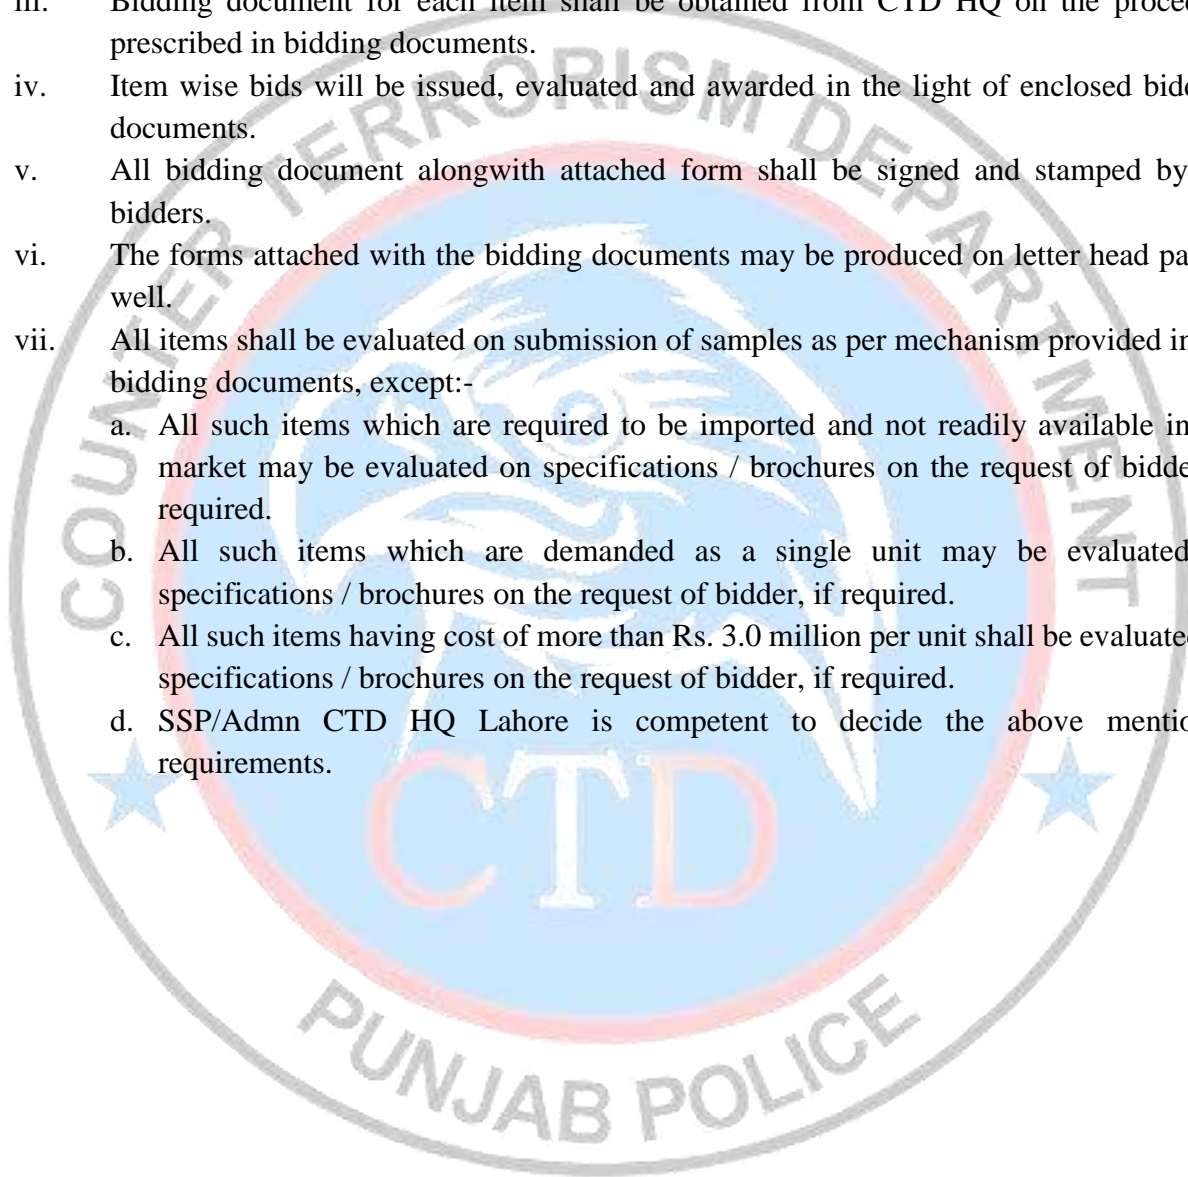 iii. Bidding document for each item shall be obtained from CTD HQ on the
prescribed in bidding documents.
iv. Item wise bids will be issued, evaluated and awarded in the light of enclosed
documents.
v. All bidding document alongwith attached form shall be signed and stamped by
bidders.
vi. The forms attached with the bidding documents may be produced on letter head
well.
vii. All items shall be evaluated on submission of samples as per mechanism provided in
bidding documents, except:-
a. All such items which are required to be imported and not readily available in
market may be evaluated on specifications / brochures on the request of
required.
b. All such items which are demanded as a single unit may be evaluated
specifications / brochures on the request of bidder, if required.
c. All such items having cost of more than Rs. 3.0 million per unit shall be
specifications / brochures on the request of bidder, if required.
d. SSP/Admn CTD HQ Lahore is competent to decide the above
requirements.
COUNTER TERRORISM DEPARTMENT
CTD
PUNJAB POLICE